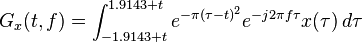 G_x(t,f) = \int_{-1.9143+t}^{1.9143+t} e^{-\pi(\tau-t)^2} e^{-j2\pi f\tau} x(\tau) \, d\tau